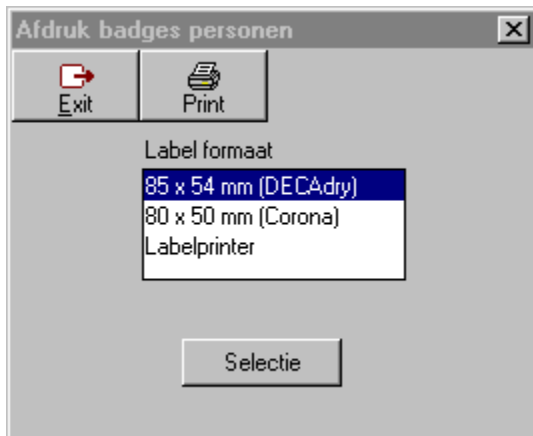 Afdruk badges personen
Exit Print
Label formaat
85 x 54 mm (DECAdry)
80 x 50 mm (Corona)
Labelprinter
Selectie